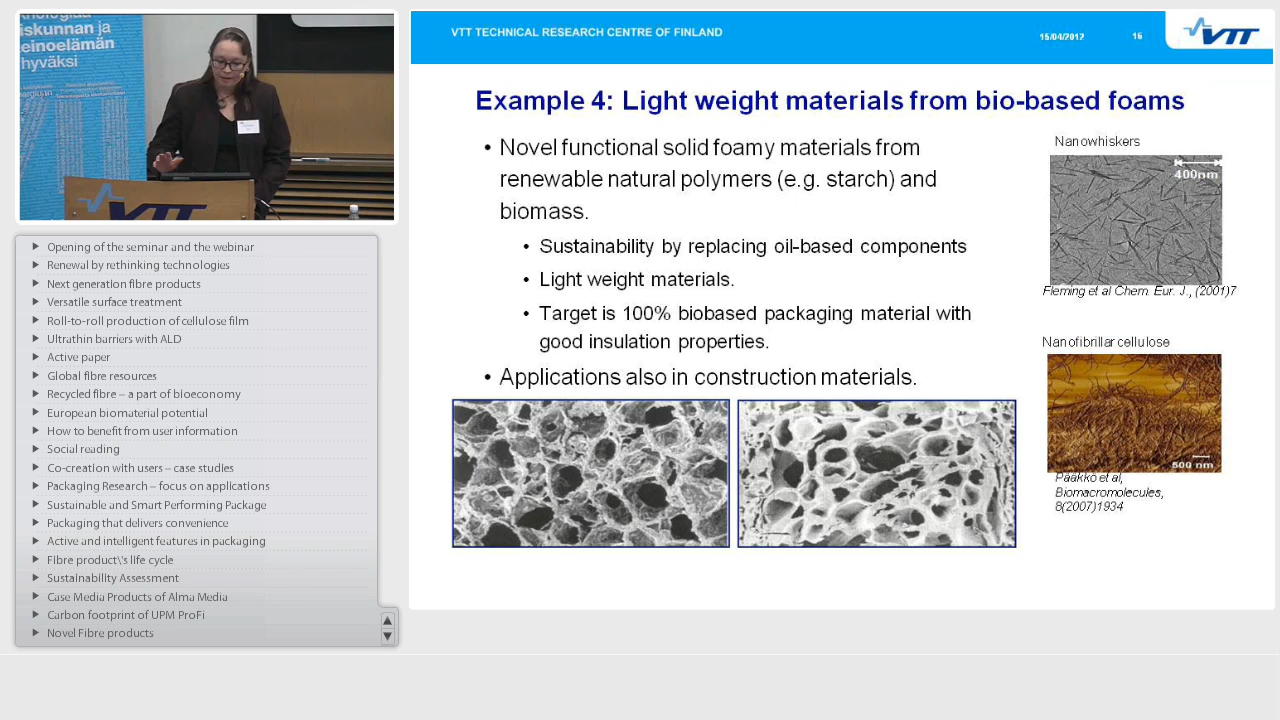 nologiaa
iskunnan ja
einoelämän
hyväksi
VTT
Opening of the seminar and the webinar
Renewal by rethinking technologies
Next generation fibre products
Versatile surface treatment
Roll-to-roll production of cellulose film
Ultrathin barriers with ALD
Active paper
Global fibre resources
Recycled fibre – a part of bioeconomy
European biomaterial potential
How to benefit from user information
Social reading
Co-creation with users – case studies
Packaging Research – focus on applications
Sustainable and Smart Performing Package
Packaging that delivers convenience
Active and intelligent features in packaging
Fibre product\'s life cycle
Sustainability Assessment
Case Media Products of Alma Media
Carbon footprint of UPM ProFi
Novel Fibre products
VTT TECHNICAL RESEARCH CENTRE OF FINLAND
15/04/2012
16
VTT
Example 4: Light weight materials from bio-based foams
• Novel functional solid foamy materials from
renewable natural polymers (e.g. starch) and
biomass.
• Sustainability by replacing oil-based components
• Light weight materials.
• Target is 100% biobased packaging material with
good insulation properties.
• Applications also in construction materials.
Nanowhiskers
400nm
Fleming et al Chem. Eur. J., (2001)7
Nanofibrillar cellulose
500 nm
Pääkkö et al,
Biomacromolecules,
8(2007)1934